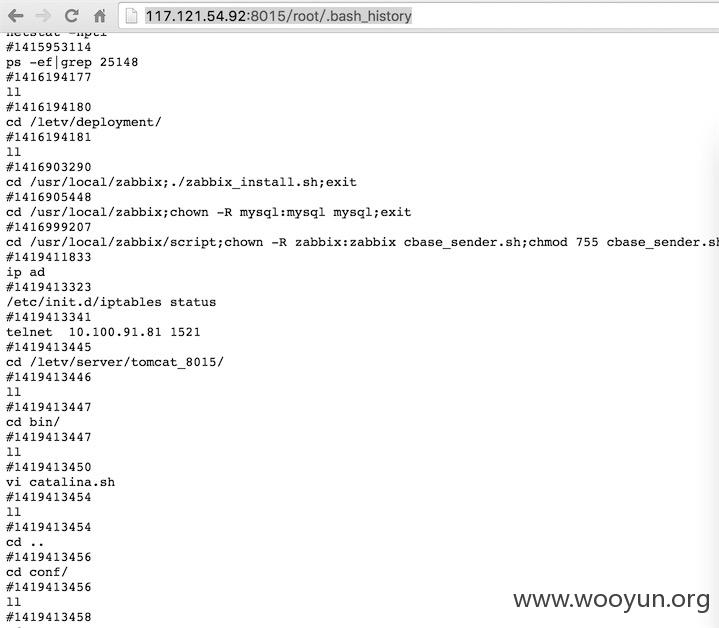 117.121.54.92:8015/root/.bash_history
netstat -nptl
#1415953114
ps -ef|grep 25148
#1416194177
ll
#1416194180
cd /letv/deployment/
#1416194181
ll
#1416903290
cd /usr/local/zabbix;./zabbix_install.sh;exit
#1416905448
cd /usr/local/zabbix;chown -R mysql:mysql mysql;exit
#1416999207
cd /usr/local/zabbix/script;chown -R zabbix:zabbix cbase_sender.sh;chmod 755 cbase_sender.sh
#1419411833
ip ad
#1419413323
/etc/init.d/iptables status
#1419413341
telnet  10.100.91.81 1521
#1419413445
cd /letv/server/tomcat_8015/
#1419413446
ll
#1419413447
cd bin/
#1419413447
ll
#1419413450
vi catalina.sh
#1419413454
ll
#1419413454
cd ..
#1419413456
cd conf/
#1419413456
ll
#1419413458
www.wooyun.org